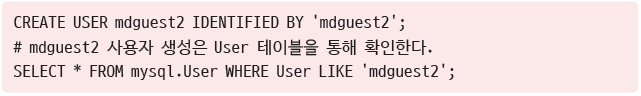 CREATE USER mdguest2 IDENTIFIED BY 'mdguest2';
# mdguest2 사용자 생성은 User 테이블을 통해 확인한다.
SELECT * FROM mysql.User WHERE User LIKE 'mdguest2';